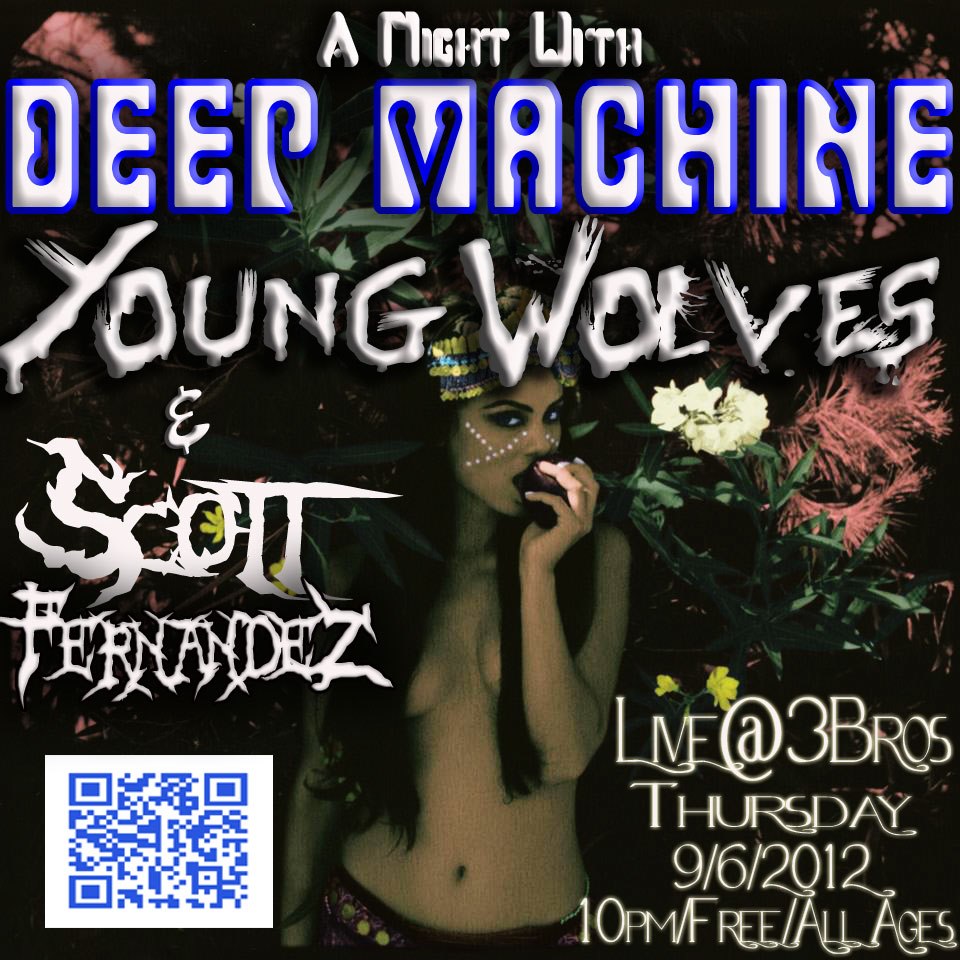 A Night With
DEEP MACHINE
YOUNG WOLVES
&
SCOTT
FERNANDEZ
LIVE@3BROS
THURSDAY
9/6/2012
10PM/FREE/ALL AGES